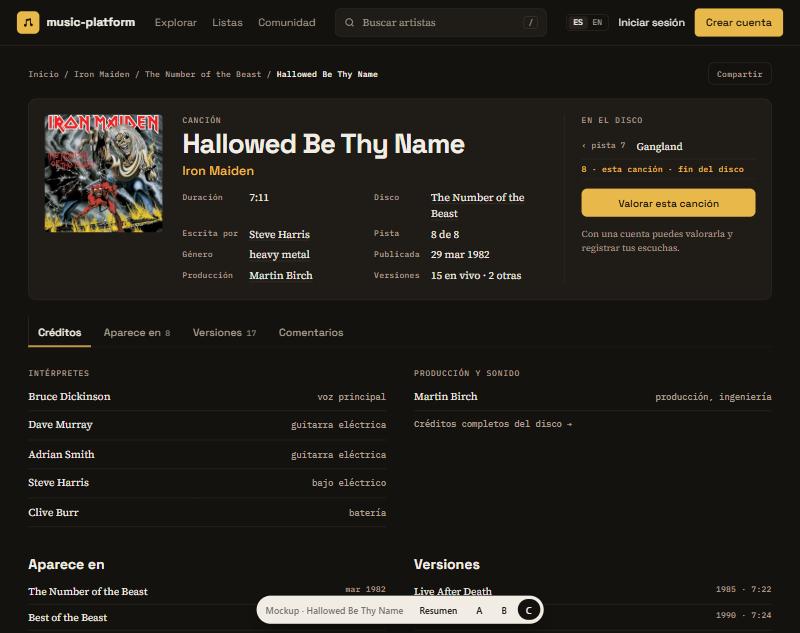 music-platform Explorar Listas Comunidad Buscar artistas / ES EN Iniciar sesión Crear cuenta
Inicio / Iron Maiden / The Number of the Beast / Hallowed Be Thy Name Compartir
IRON MAIDEN
CANCIÓN
Hallowed Be Thy Name
Iron Maiden
Duración 7:11
Disco The Number of the
Beast
Escrita por Steve Harris
Pista 8 de 8
Género heavy metal
Publicada 29 mar 1982
Producción Martin Birch
Versiones 15 en vivo · 2 otras
EN EL DISCO
‹ pista 7 Gangland
8 · esta canción · fin del disco
Valorar esta canción
Con una cuenta puedes valorarla y
registrar tus escuchas.
Créditos Aparece en 8 Versiones 17 Comentarios
INTÉRPRETES
Bruce Dickinson voz principal
Dave Murray guitarra eléctrica
Adrian Smith guitarra eléctrica
Steve Harris bajo eléctrico
Clive Burr batería
PRODUCCIÓN Y SONIDO
Martin Birch producción, ingeniería
Créditos completos del disco →
Aparece en
The Number of the Beast mar 1982
Best of the Beast
Versiones
Live After Death 1985 · 7:22
1990 · 7:24
Mockup · Hallowed Be Thy Name Resumen A B C